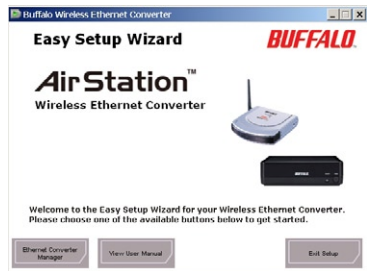 Buffalo Wireless Ethernet Converter
Easy Setup Wizard
BUFFALO
AirStation™
Wireless Ethernet Converter
BUFFALO
Welcome to the Easy Setup Wizard for your Wireless Ethernet Converter.
Please choose one of the available buttons below to get started.
Ethernet Converter
Manager
View User Manual
Exit Setup